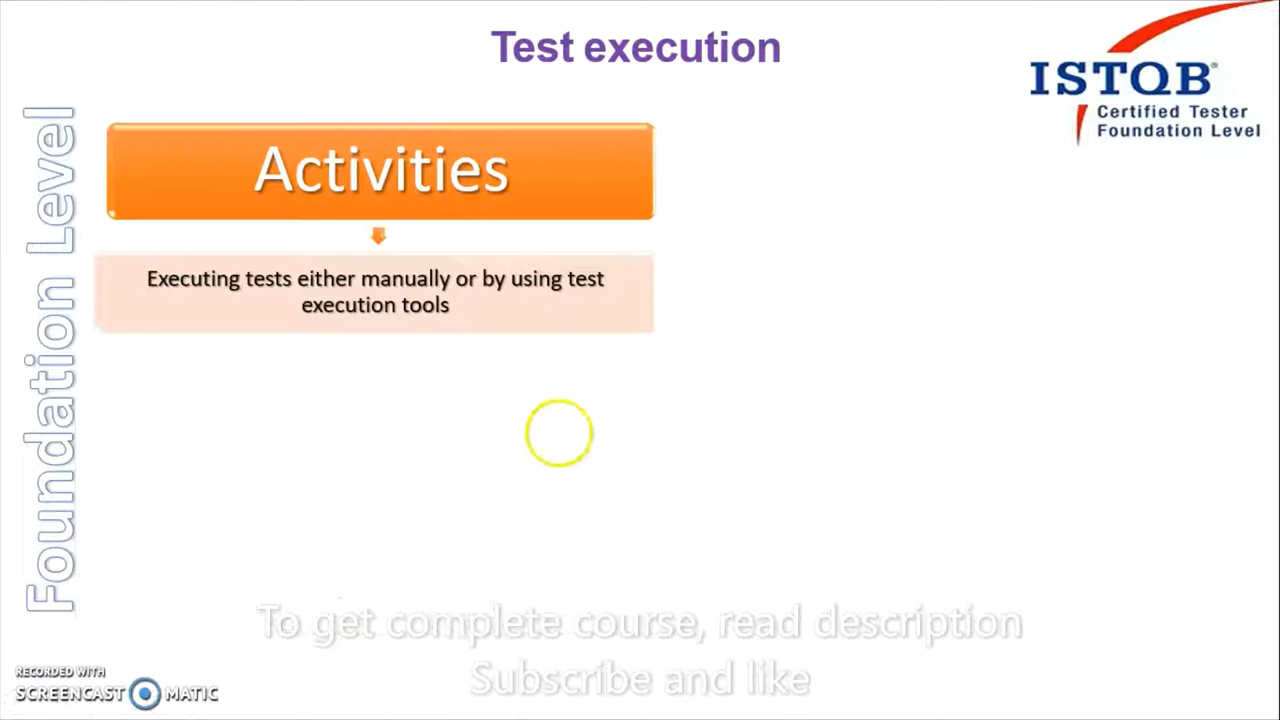 Test execution
ISTQB®
Certified Tester
Foundation Level
Foundation Level
Activities
Executing tests either manually or by using test
execution tools
To get complete course, read description
Subscribe and like
RECORDED WITH
SCREENCAST MATIC